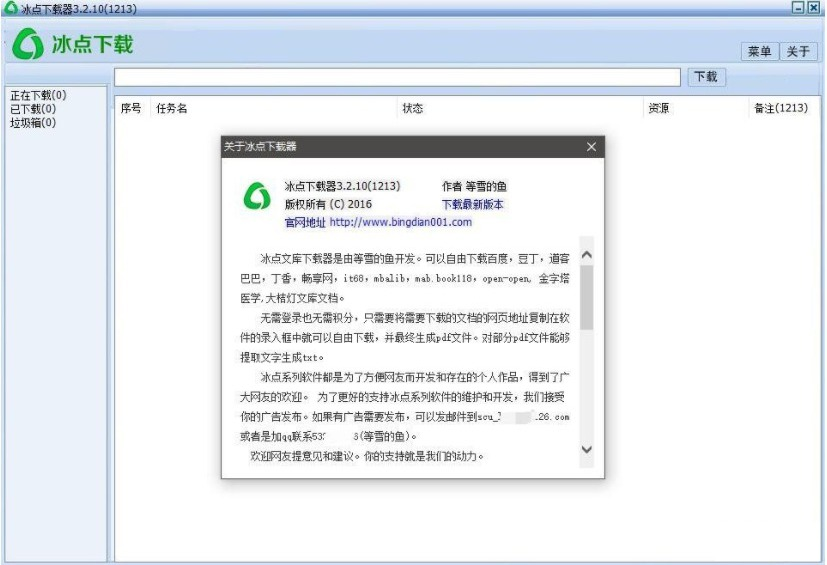 冰点下载器3.2.10(1213)
冰点下载
菜单 关于
下载
正在下载(0)
已下载(0)
垃圾箱(0)
序号 任务名 状态 资源 备注(1213)
关于冰点下载器
冰点下载器3.2.10(1213) 作者 等雪的鱼
版权所有 (C) 2016 下载最新版本
官网地址 http://www.bingdian001.com
冰点文库下载器是由等雪的鱼开发。可以自由下载百度，豆丁，道客
巴巴，丁香，畅享网，it68，mbalib，mab.book118，open-open, 金字塔
医学,大桔灯文库文档。
无需登录也无需积分，只需要将需要下载的文档的网页地址复制在软
件的录入框中就可以自由下载，并最终生成pdf文件。对部分pdf文件能够
提取文字生成txt。
冰点系列软件都是为了方便网友而开发和存在的个人作品，得到了广
大网友的欢迎。 为了更好的支持冰点系列软件的维护和开发，我们接受
你的广告发布。如果有广告需要发布，可以发邮件到scu_ .26.com
或者是加qq联系53 3(等雪的鱼)。
欢迎网友提意见和建议。你的支持就是我们的动力。